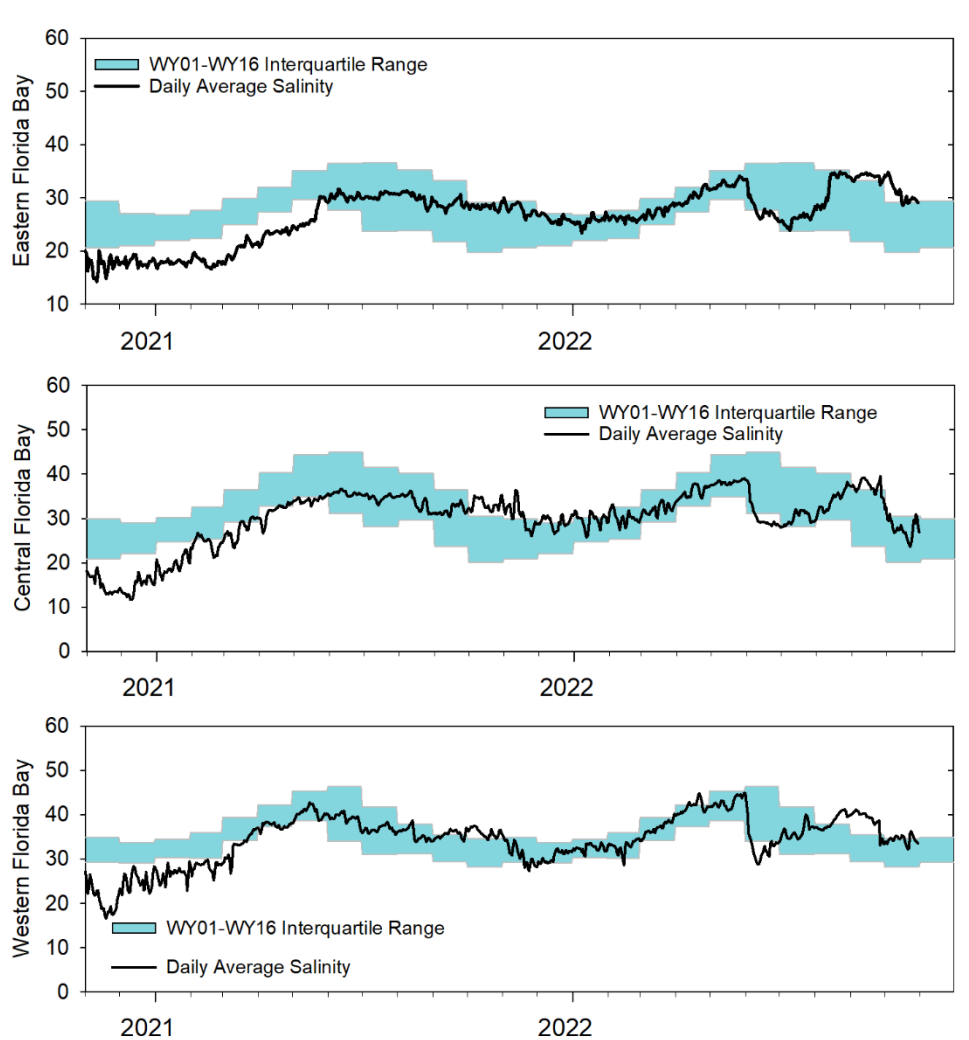 60
WY01-WY16 Interquartile Range
50
Daily Average Salinity
40
30
20
10
Eastern Florida Bay
2021 2022
60
WY01-WY16 Interquartile Range
50
Daily Average Salinity
40
30
20
10
0
Central Florida Bay
2021 2022
60
50
40
30
20
WY01-WY16 Interquartile Range
10
Daily Average Salinity
0
Western Florida Bay
2021 2022